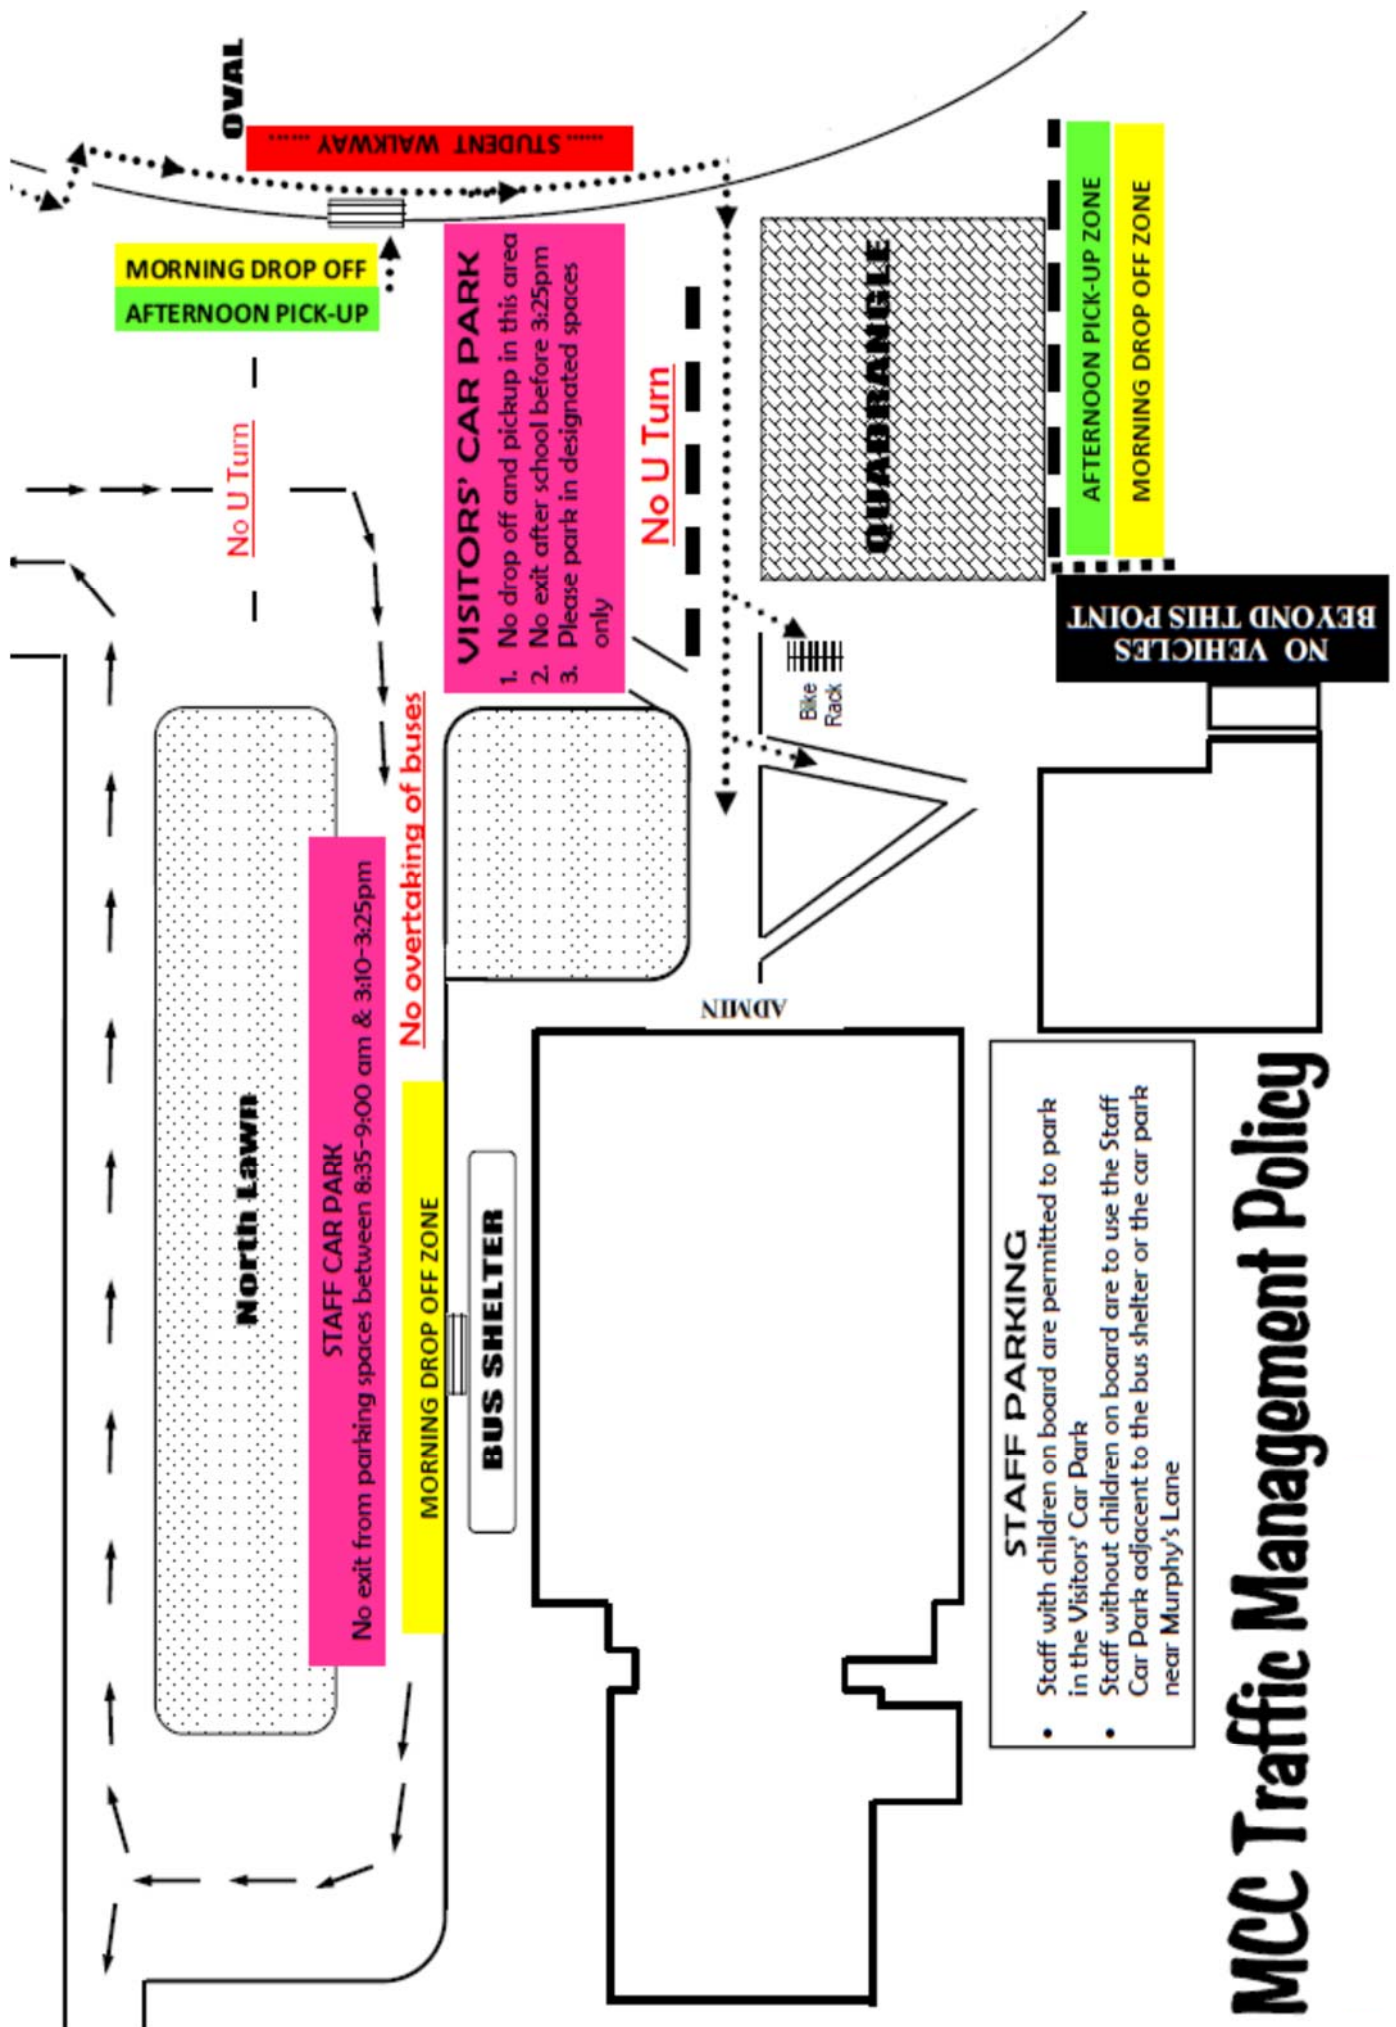 OVAL
...... STUDENT WALKWAY ......
MORNING DROP OFF
AFTERNOON PICK-UP
No U Turn
VISITORS' CAR PARK
1. No drop off and pickup in this area
2. No exit after school before 3:25pm
3. Please park in designated spaces
only
No U Turn
QUADRANGLE
AFTERNOON PICK-UP ZONE
MORNING DROP OFF ZONE
NO VEHICLES
BEYOND THIS POINT
Bike
Rack
North Lawn
STAFF CAR PARK
No exit from parking spaces between 8:35-9:00 am & 3:10-3:25pm
No overtaking of buses
MORNING DROP OFF ZONE
BUS SHELTER
ADMIN
STAFF PARKING
• Staff with children on board are permitted to park
in the Visitors' Car Park
• Staff without children on board are to use the Staff
Car Park adjacent to the bus shelter or the car park
near Murphy's Lane
MCC Traffic Management Policy